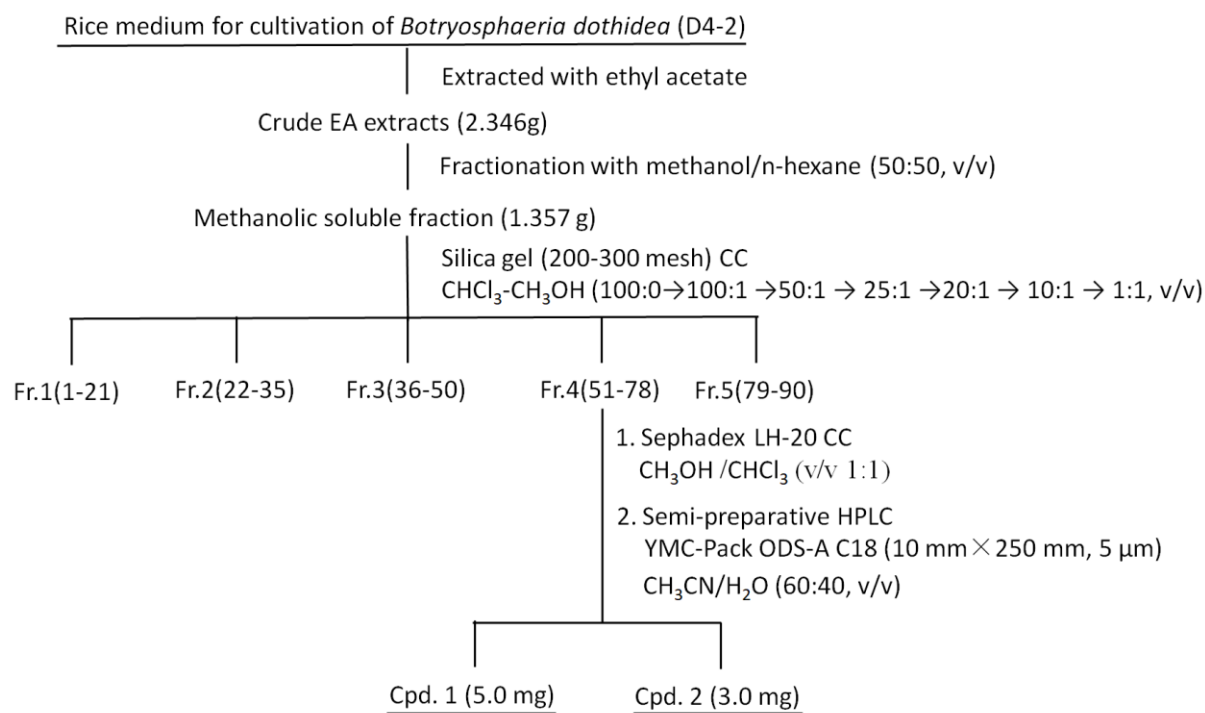 Rice medium for cultivation of Botryosphaeria dothidea (D4-2)
Extracted with ethyl acetate
Crude EA extracts (2.346g)
Fractionation with methanol/n-hexane (50:50, v/v)
Methanolic soluble fraction (1.357 g)
Silica gel (200-300 mesh) CC
CHCl₃-CH₃OH (100:0→100:1 →50:1 → 25:1 →20:1 → 10:1 → 1:1, v/v)
Fr.1(1-21) Fr.2(22-35) Fr.3(36-50) Fr.4(51-78) Fr.5(79-90)
1. Sephadex LH-20 CC
CH₃OH /CHCl₃ (v/v 1:1)
2. Semi-preparative HPLC
YMC-Pack ODS-A C18 (10 mm×250 mm, 5 μm)
CH₃CN/H₂O (60:40, v/v)
Cpd. 1 (5.0 mg) Cpd. 2 (3.0 mg)